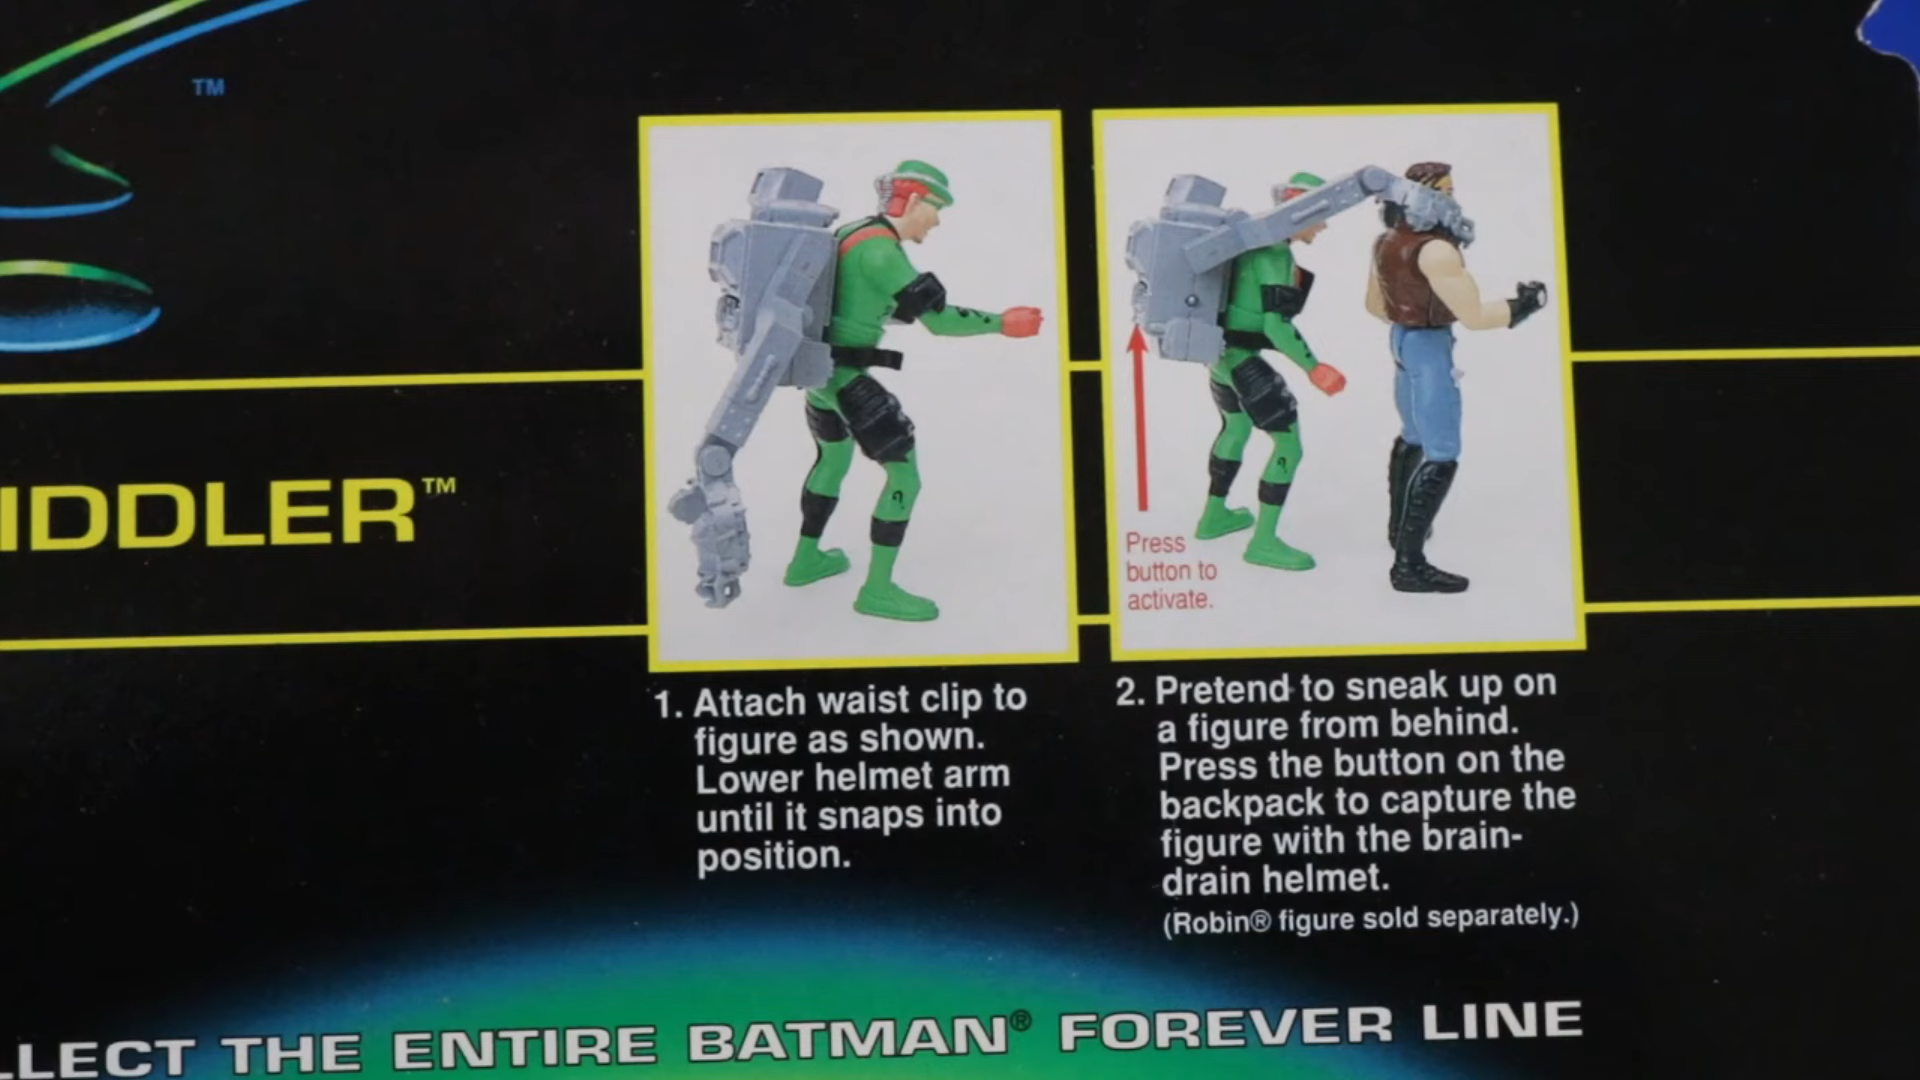 TM
IDDLER™
Press
button to
activate.
1. Attach waist clip to
figure as shown.
Lower helmet arm
until it snaps into
position.
2. Pretend to sneak up on
a figure from behind.
Press the button on the
backpack to capture the
figure with the brain-
drain helmet.
(Robin® figure sold separately.)
LLECT THE ENTIRE BATMAN® FOREVER LINE